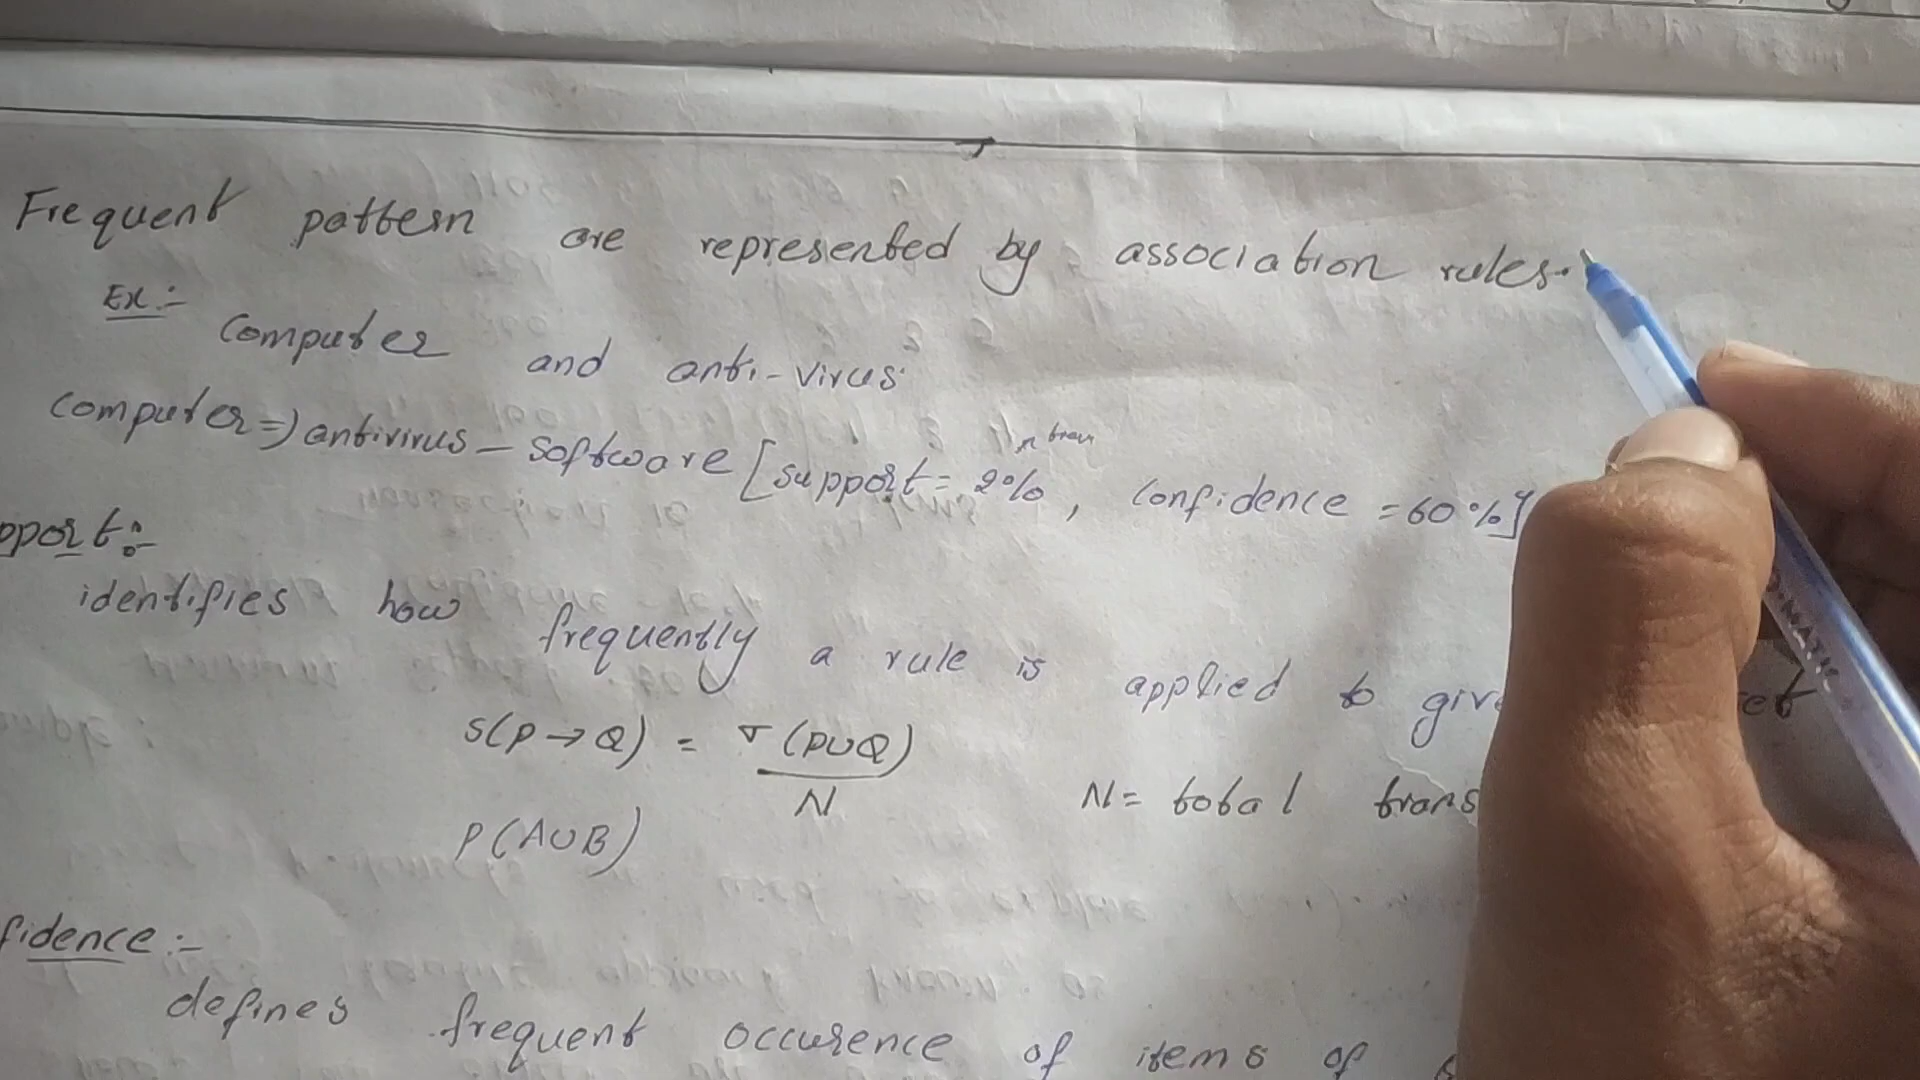 Frequent pattern are represented by association rules.
Ex:-
Computer and anti-virus
Computer => antivirus - software [support = 2%, confidence = 60%]
pport:-
identifies how frequently a rule is applied to give
S(P → Q) = σ (P∪Q)
N
N = total trans
P(A∪B)
fidence:-
defines frequent occurence of items of